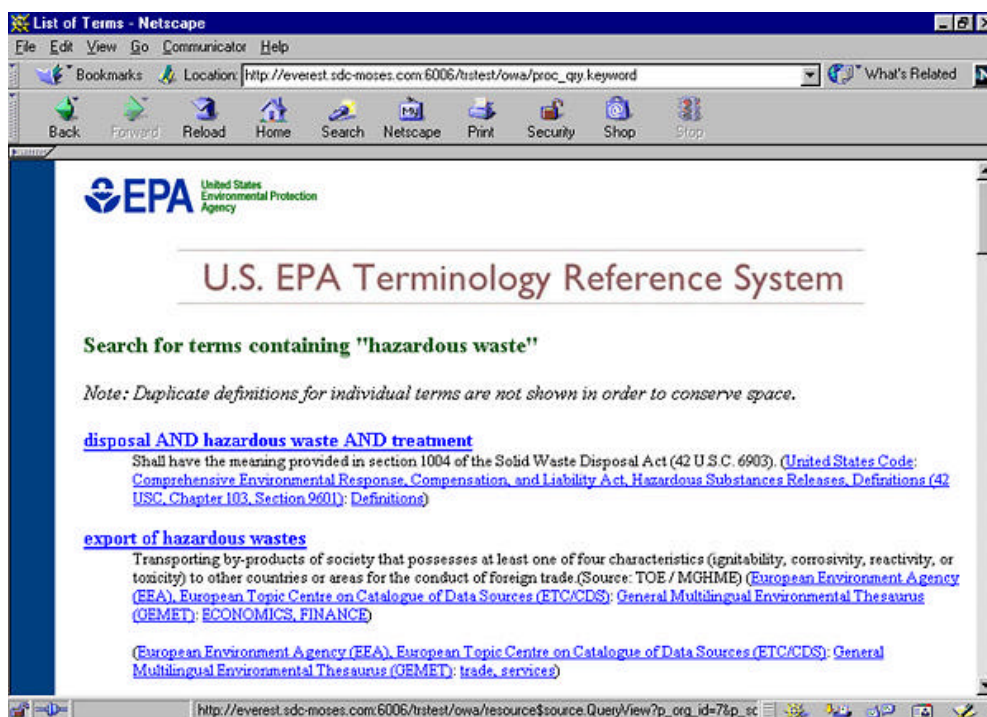 List of Terms - Netscape
File Edit View Go Communicator Help
Bookmarks Location: http://everest.sdc-moses.com:6006/trstest/owa/proc_qry.keyword What's Related N
Back Forward Reload Home Search Netscape Print Security Shop Stop
My
EPA United States
Environmental Protection
Agency
U.S. EPA Terminology Reference System
Search for terms containing "hazardous waste"
Note: Duplicate definitions for individual terms are not shown in order to conserve space.
disposal AND hazardous waste AND treatment
Shall have the meaning provided in section 1004 of the Solid Waste Disposal Act (42 U.S.C. 6903). (United States Code:
Comprehensive Environmental Response, Compensation, and Liability Act, Hazardous Substances Releases, Definitions (42
USC, Chapter 103, Section 9601): Definitions)
export of hazardous wastes
Transporting by-products of society that possesses at least one of four characteristics (ignitability, corrosivity, reactivity, or
toxicity) to other countries or areas for the conduct of foreign trade.(Source: TOE / MGHME) (European Environment Agency
(EEA), European Topic Centre on Catalogue of Data Sources (ETC/CDS): General Multilingual Environmental Thesaurus
(GEMET): ECONOMICS, FINANCE)
(European Environment Agency (EEA), European Topic Centre on Catalogue of Data Sources (ETC/CDS): General
Multilingual Environmental Thesaurus (GEMET): trade, services)
http://everest.sdc-moses.com:6006/trstest/owa/resource$source.QueryView?p_org_id=7&p_sc